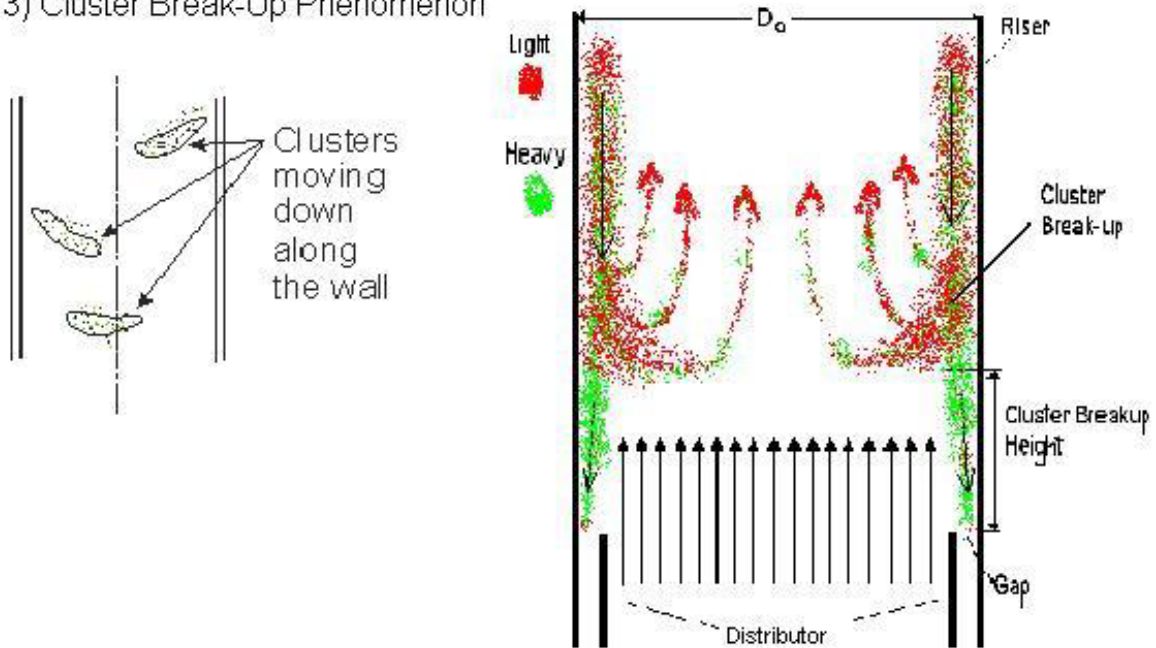 3) Cluster Break-Up Phenomenon
Clusters
moving
down
along
the wall
Light
Heavy
Do
Riser
Cluster
Break-up
Cluster Breakup
Height
Gap
Distributor